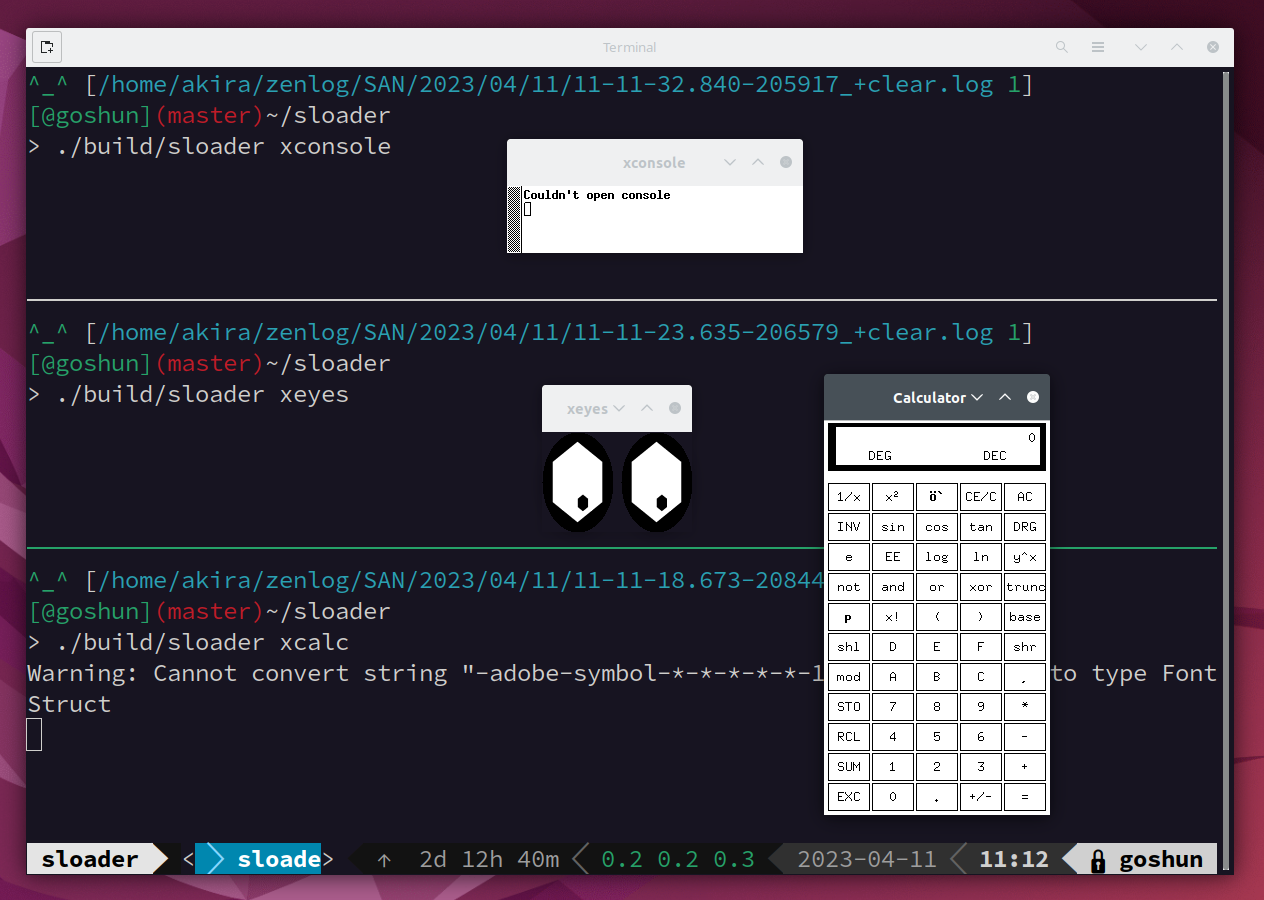 Terminal
^_^ [/home/akira/zenlog/SAN/2023/04/11/11-11-32.840-205917_+clear.log 1]
[@goshun](master)~/sloader
> ./build/sloader xconsole
xconsole
Couldn't open console
^_^ [/home/akira/zenlog/SAN/2023/04/11/11-11-23.635-206579_+clear.log 1]
[@goshun](master)~/sloader
> ./build/sloader xeyes
xeyes
^_^ [/home/akira/zenlog/SAN/2023/04/11/11-11-18.673-20844
[@goshun](master)~/sloader
> ./build/sloader xcalc
Warning: Cannot convert string "-adobe-symbol-*-*-*-*-*-1 to type Font
Struct
Calculator
0
DEG DEC
1/x x² ö` CE/C AC
INV sin cos tan DRG
e EE log ln y^x
not and or xor trunc
p x! ( ) base
shl D E F shr
mod A B C ,
STO 7 8 9 *
RCL 4 5 6 -
SUM 1 2 3 +
EXC 0 . +/- =
sloader < sloade> ↑ 2d 12h 40m 0.2 0.2 0.3 2023-04-11 11:12 goshun